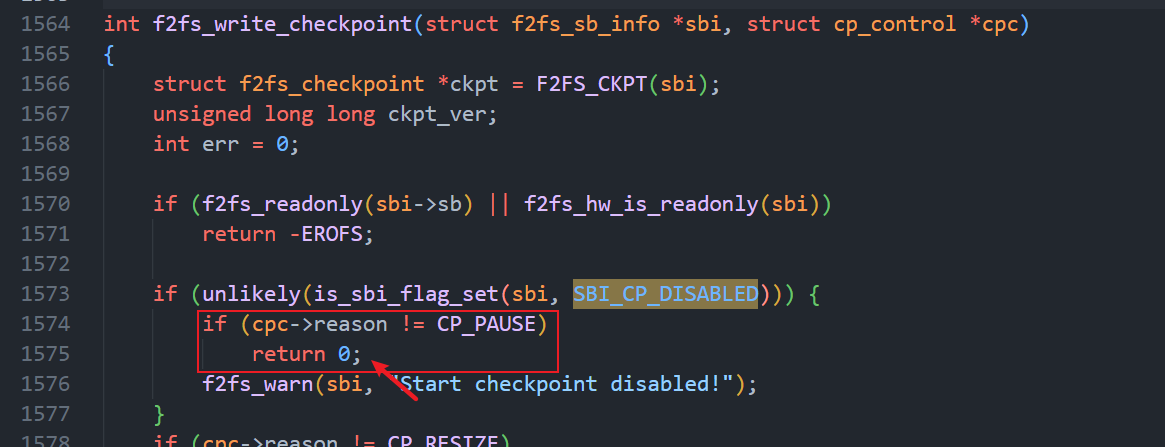 1564 int f2fs_write_checkpoint(struct f2fs_sb_info *sbi, struct cp_control *cpc)
1565 {
1566 struct f2fs_checkpoint *ckpt = F2FS_CKPT(sbi);
1567 unsigned long long ckpt_ver;
1568 int err = 0;
1569
1570 if (f2fs_readonly(sbi->sb) || f2fs_hw_is_readonly(sbi))
1571 return -EROFS;
1572
1573 if (unlikely(is_sbi_flag_set(sbi, SBI_CP_DISABLED))) {
1574 if (cpc->reason != CP_PAUSE)
1575 return 0;
1576 f2fs_warn(sbi, "Start checkpoint disabled!");
1577 }
1578 if (cpc->reason != CP_RESIZE)